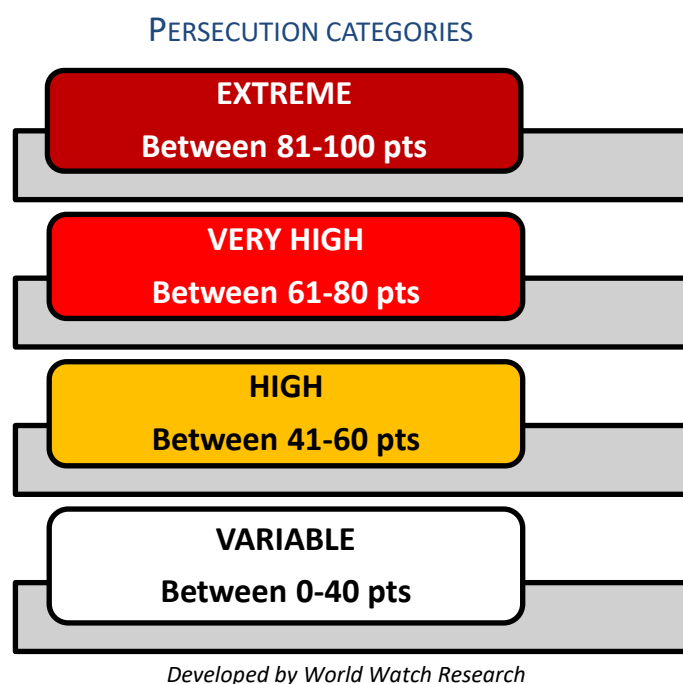 PERSECUTION CATEGORIES
EXTREME
Between 81-100 pts
VERY HIGH
Between 61-80 pts
HIGH
Between 41-60 pts
VARIABLE
Between 0-40 pts
Developed by World Watch Research